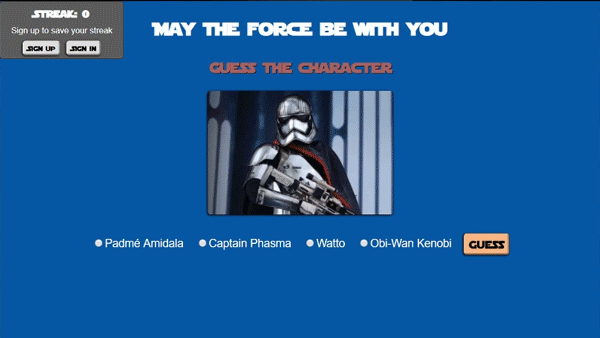 STREAK: 0
Sign up to save your streak
SIGN UP SIGN IN
MAY THE FORCE BE WITH YOU
GUESS THE CHARACTER
Padmé Amidala Captain Phasma Watto Obi-Wan Kenobi GUESS